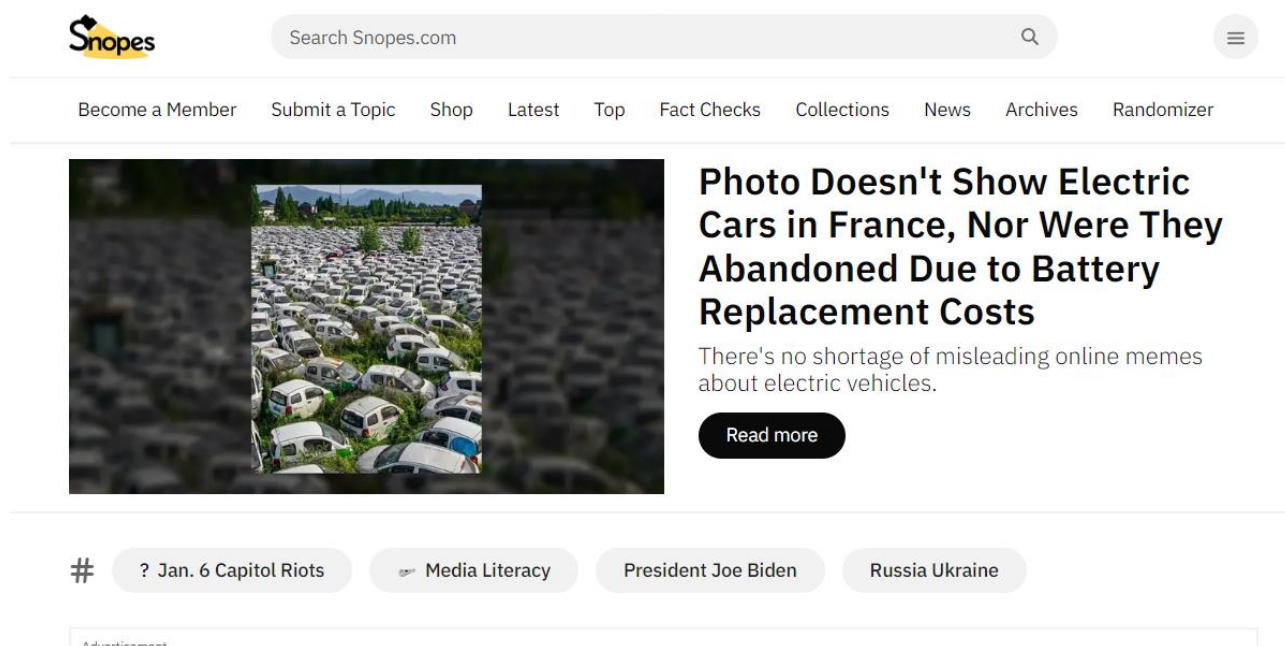 Snopes
Search Snopes.com
Become a Member Submit a Topic Shop Latest Top Fact Checks Collections News Archives Randomizer
Photo Doesn't Show Electric
Cars in France, Nor Were They
Abandoned Due to Battery
Replacement Costs
There's no shortage of misleading online memes
about electric vehicles.
Read more
# ? Jan. 6 Capitol Riots Media Literacy President Joe Biden Russia Ukraine
Advertisement